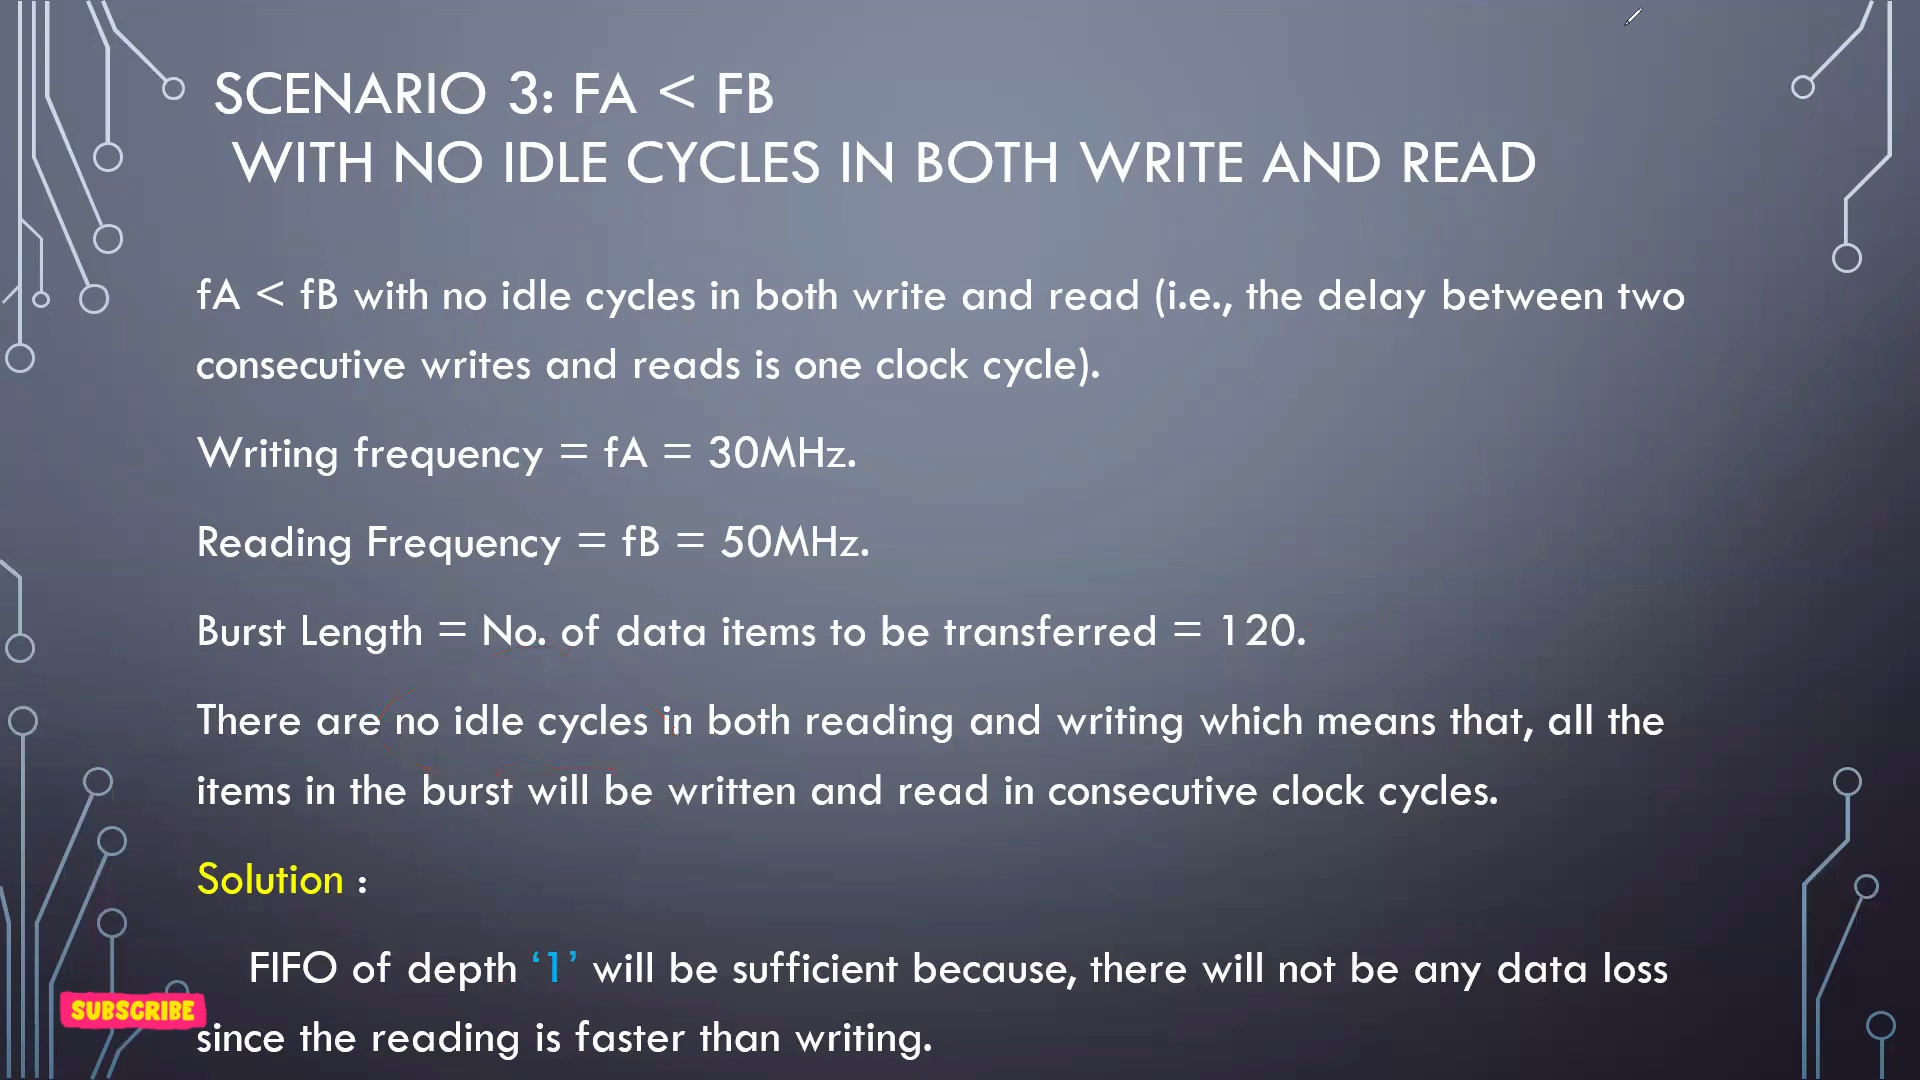 SCENARIO 3: FA < FB
WITH NO IDLE CYCLES IN BOTH WRITE AND READ
fA < fB with no idle cycles in both write and read (i.e., the delay between two
consecutive writes and reads is one clock cycle).
Writing frequency = fA = 30MHz.
Reading Frequency = fB = 50MHz.
Burst Length = No. of data items to be transferred = 120.
There are no idle cycles in both reading and writing which means that, all the
items in the burst will be written and read in consecutive clock cycles.
Solution :
FIFO of depth ‘1’ will be sufficient because, there will not be any data loss
SUBSCRIBE
since the reading is faster than writing.